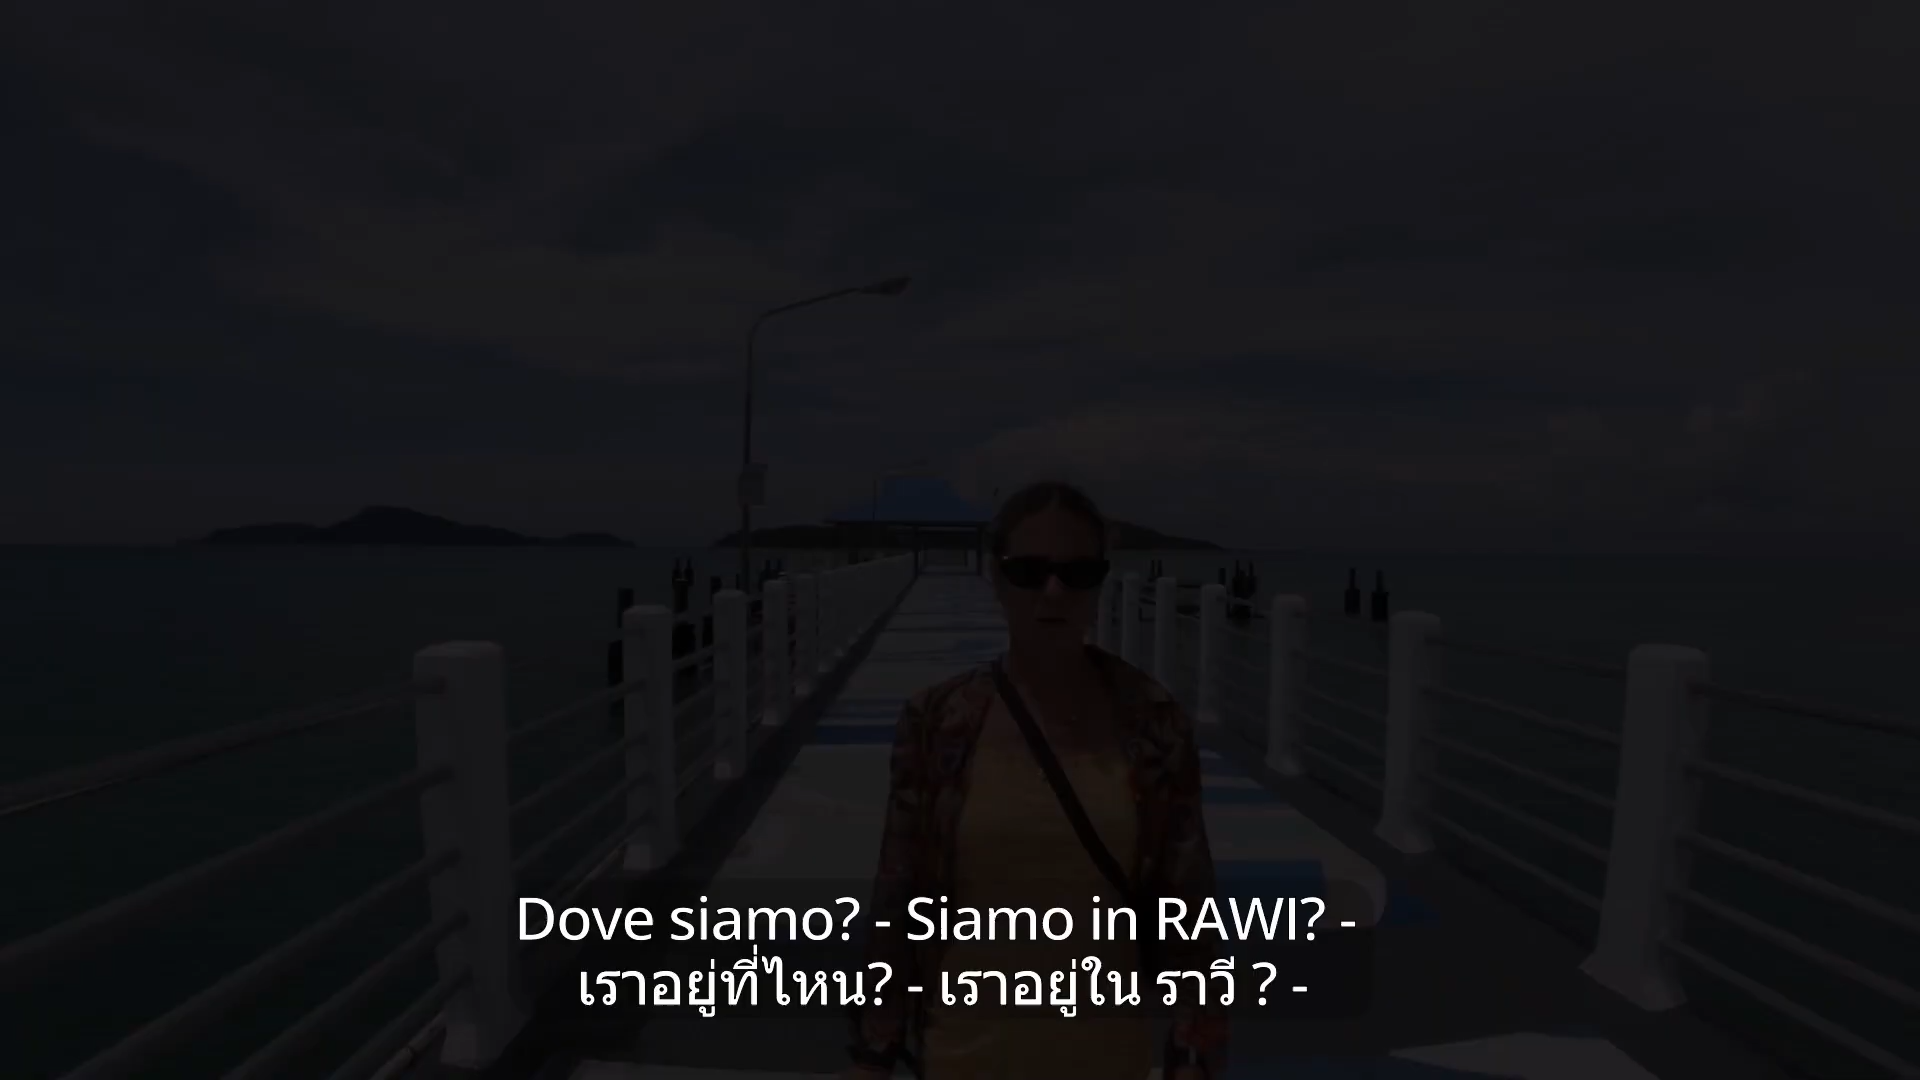 Dove siamo? - Siamo in RAWI? -
เราอยู่ที่ไหน? - เราอยู่ใน ราวี ? -